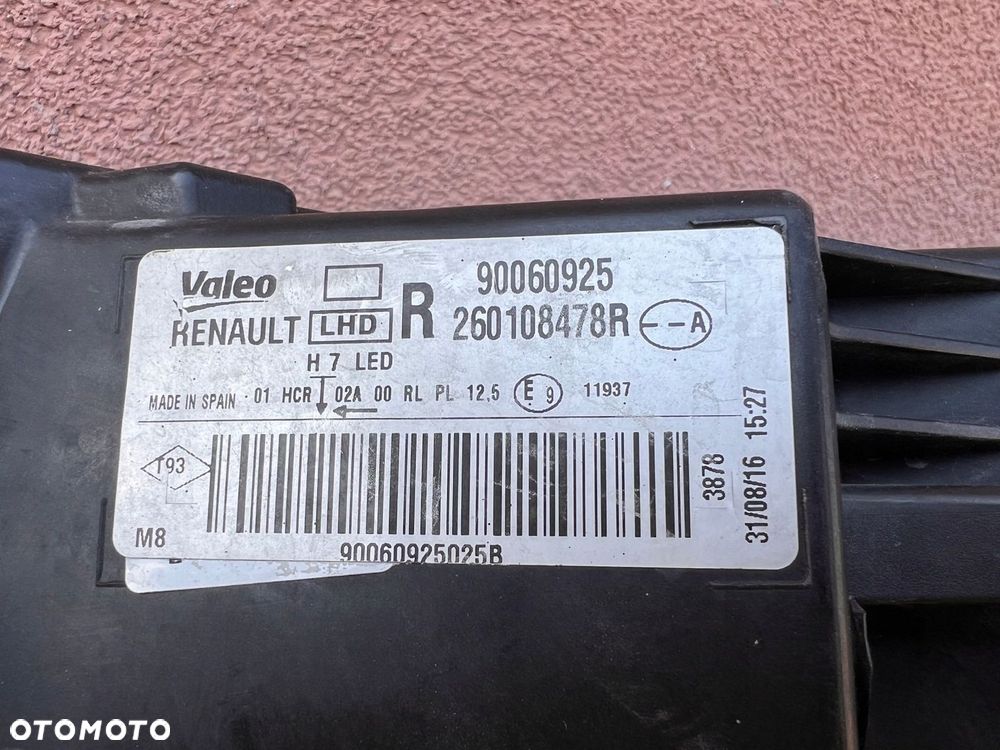 Valeo
90060925
RENAULT LHD R 260108478R --A
H7 LED
MADE IN SPAIN 01 HCR 02A 00 RL PL 12,5 E 9 11937
T93
M8
90060925025B
3878
31/08/16 15:27
OTOMOTO